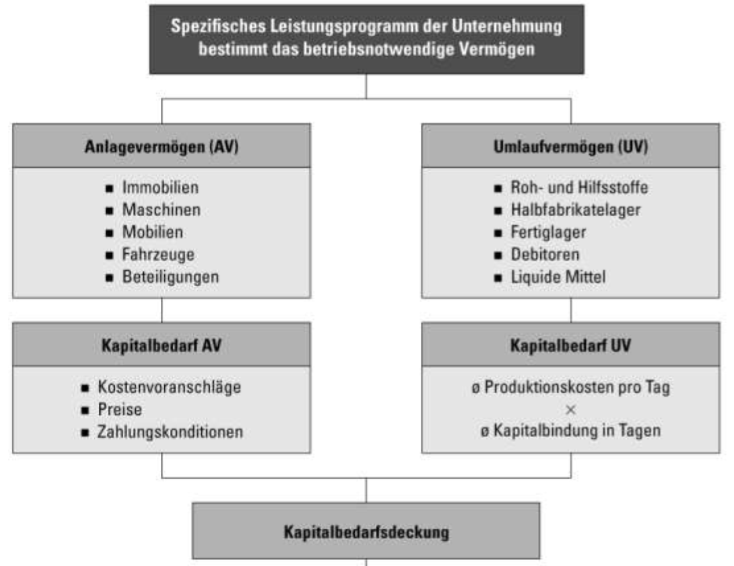 Spezifisches Leistungsprogramm der Unternehmung
bestimmt das betriebsnotwendige Vermögen
Anlagevermögen (AV)
■ Immobilien
■ Maschinen
■ Mobilien
■ Fahrzeuge
■ Beteiligungen
Umlaufvermögen (UV)
■ Roh- und Hilfsstoffe
■ Halbfabrikatelager
■ Fertiglager
■ Debitoren
■ Liquide Mittel
Kapitalbedarf AV
■ Kostenvoranschläge
■ Preise
■ Zahlungskonditionen
Kapitalbedarf UV
ø Produktionskosten pro Tag
×
ø Kapitalbindung in Tagen
Kapitalbedarfsdeckung